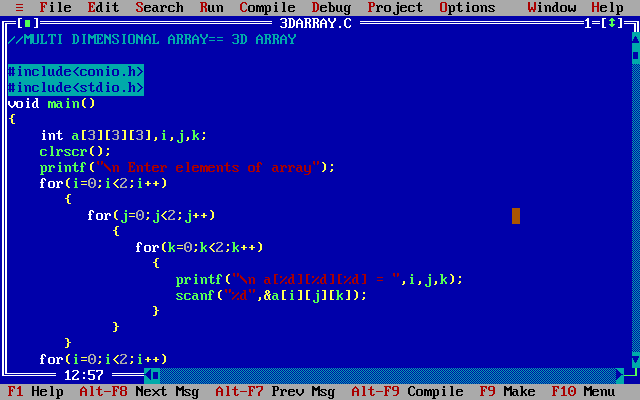 ≡ File Edit Search Run Compile Debug Project Options Window Help
[■] 3DARRAY.C 1=[↕]
//MULTI DIMENSIONAL ARRAY== 3D ARRAY
#include<conio.h>
#include<stdio.h>
void main()
{
int a[3][3][3],i,j,k;
clrscr();
printf("\n Enter elements of array");
for(i=0;i<2;i++)
{
for(j=0;j<2;j++)
{
for(k=0;k<2;k++)
{
printf("\n a[%d][%d][%d] = ",i,j,k);
scanf("%d",&a[i][j][k]);
}
}
}
for(i=0;i<2;i++)
12:57
F1 Help Alt-F8 Next Msg Alt-F7 Prev Msg Alt-F9 Compile F9 Make F10 Menu